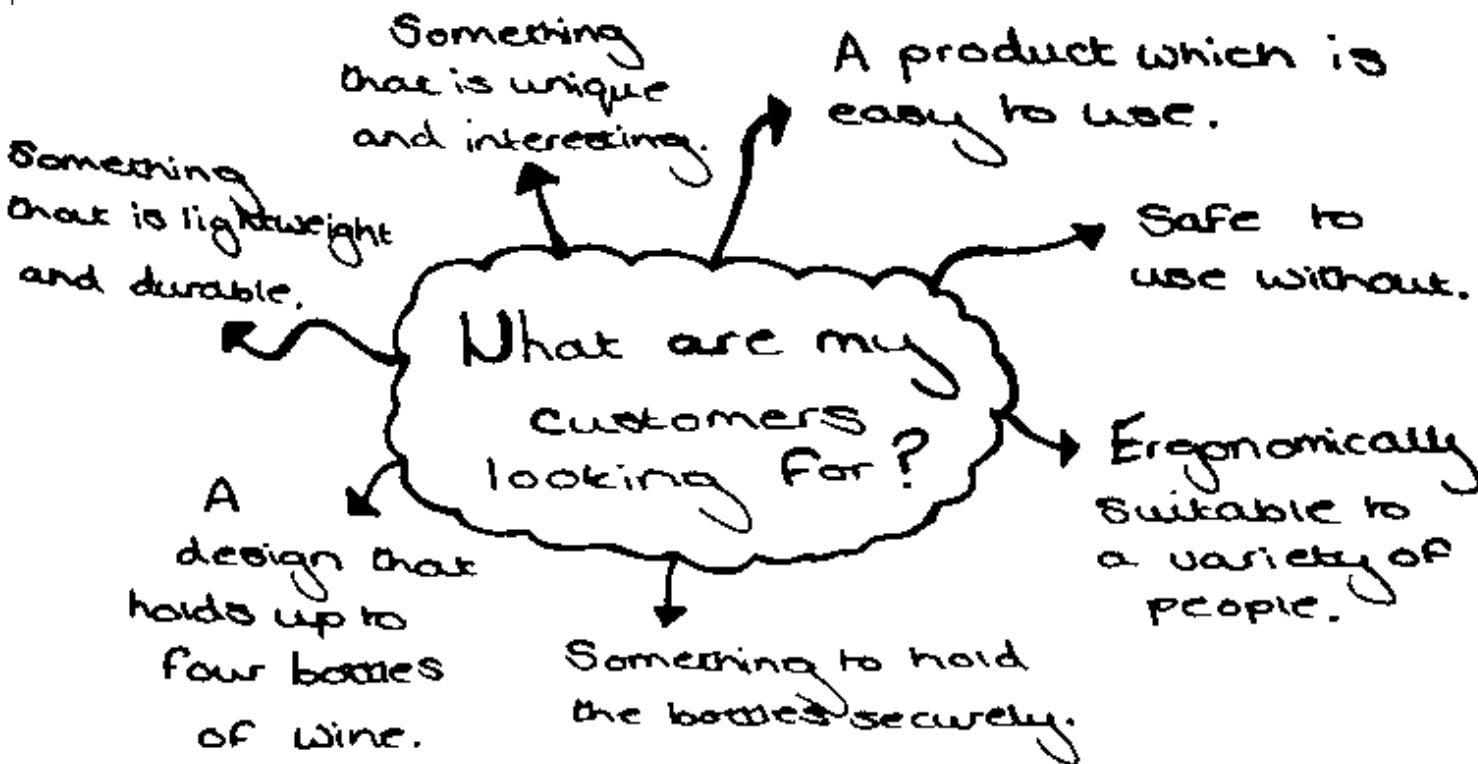 What are my
customers
looking for?
Something
that is unique
and interesting.
A product which is
easy to use.
Safe to
use without.
Ergonomically
suitable to
a variety of
people.
Something to hold
the bottles securely.
A
design that
holds up to
four bottles
of wine.
Something
that is lightweight
and durable.